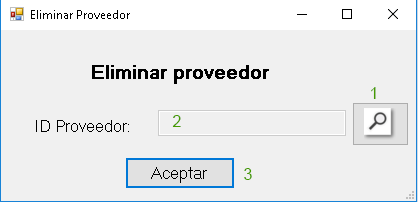 Eliminar Proveedor
Eliminar proveedor
1
ID Proveedor: 2
Aceptar 3